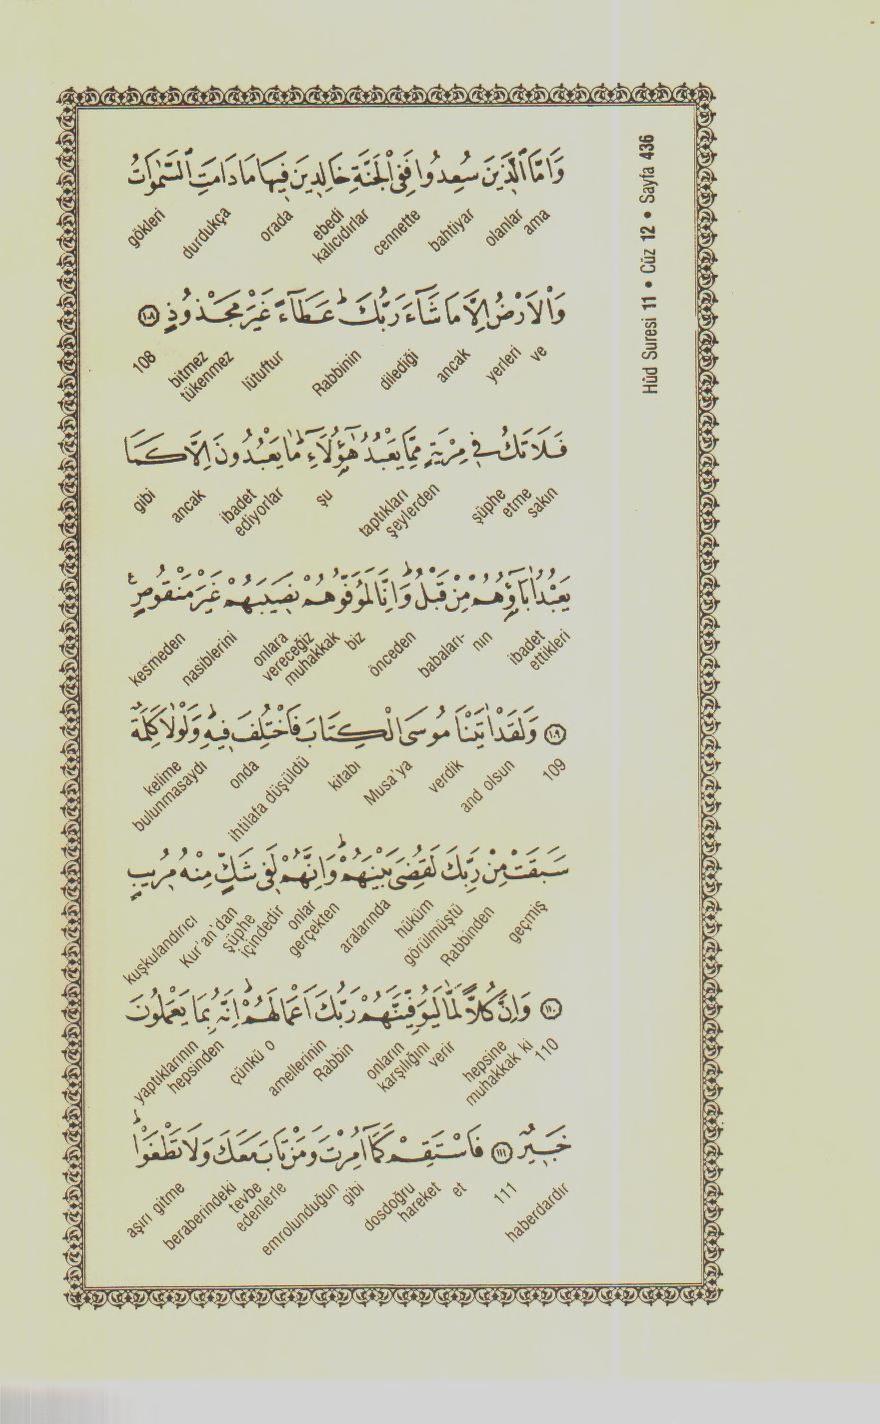 Hûd Suresi 11 • Cüz 12 • Sayfa 436
وَاَمَّا الَّذِينَ سُعِدُوا فَفِى الْجَنَّةِ خَالِدِينَ فِيهَا مَا دَامَتِ السَّمٰوَاتُ
ama olanlar bahtiyar cennette ebedi kalıcıdırlar orada durdukça gökleri
وَالْاَرْضُ اِلَّا مَا شَٓاءَ رَبُّكَ عَطَٓاءً غَيْرَ مَجْذُوذٍ ١٠٨
ve yerleri ancak dilediği Rabbinin lütuftur bitmez tükenmez 108
فَلَا تَكُ فِى مِرْيَةٍ مِمَّا يَعْبُدُ هٰٓؤُلَٓاءِ مَا يَعْبُدُونَ اِلَّا كَمَا
sakın etme şüphe taptıkları şeylerden şu ibadet ediyorlar ancak gibi
يَعْبُدُ اٰبَٓاؤُهُمْ مِنْ قَبْلُ وَاِنَّا لَمُوَفُّوهُمْ نَصِيبَهُمْ غَيْرَ مَنْقُوصٍ
ibadet ettikleri babaları- nın önceden biz muhakkak vereceğiz onlara nasiblerini kesmeden
١٠٩ وَلَقَدْ اٰتَيْنَا مُوسَى الْكِتَابَ فَاخْتُلِفَ فِيهِ وَلَوْلَا كَلِمَةٌ
109 and olsun verdik Musa'ya kitabı ihtilafa düşüldü onda kelime bulunmasaydı
سَبَقَتْ مِنْ رَبِّكَ لَقُضِىَ بَيْنَهُمْ وَاِنَّهُمْ لَفِى شَكٍّ مِنْهُ مُرِيبٍ
geçmiş Rabbinden hüküm görülmüştü aralarında gerçekten onlar şüphe içindedir Kur'an'dan kuşkulandırıcı
١١٠ وَاِنَّ كُلًّا لَمَّا لَيُوَفِّيَنَّهُمْ رَبُّكَ اَعْمَالَهُمْ اِنَّهُ بِمَا يَعْمَلُونَ
110 muhakkak ki hepsine verir onların karşılığını Rabbin amellerinin çünkü o yaptıklarının hepsinden
خَبِيرٌ ١١١ فَاسْتَقِمْ كَمَٓا اُمِرْتَ وَمَنْ تَابَ مَعَكَ وَلَا تَطْغَوْا
haberdardır 111 et dosdoğru hareket gibi emrolunduğun tevbe edenlerle beraberindeki aşırı gitme